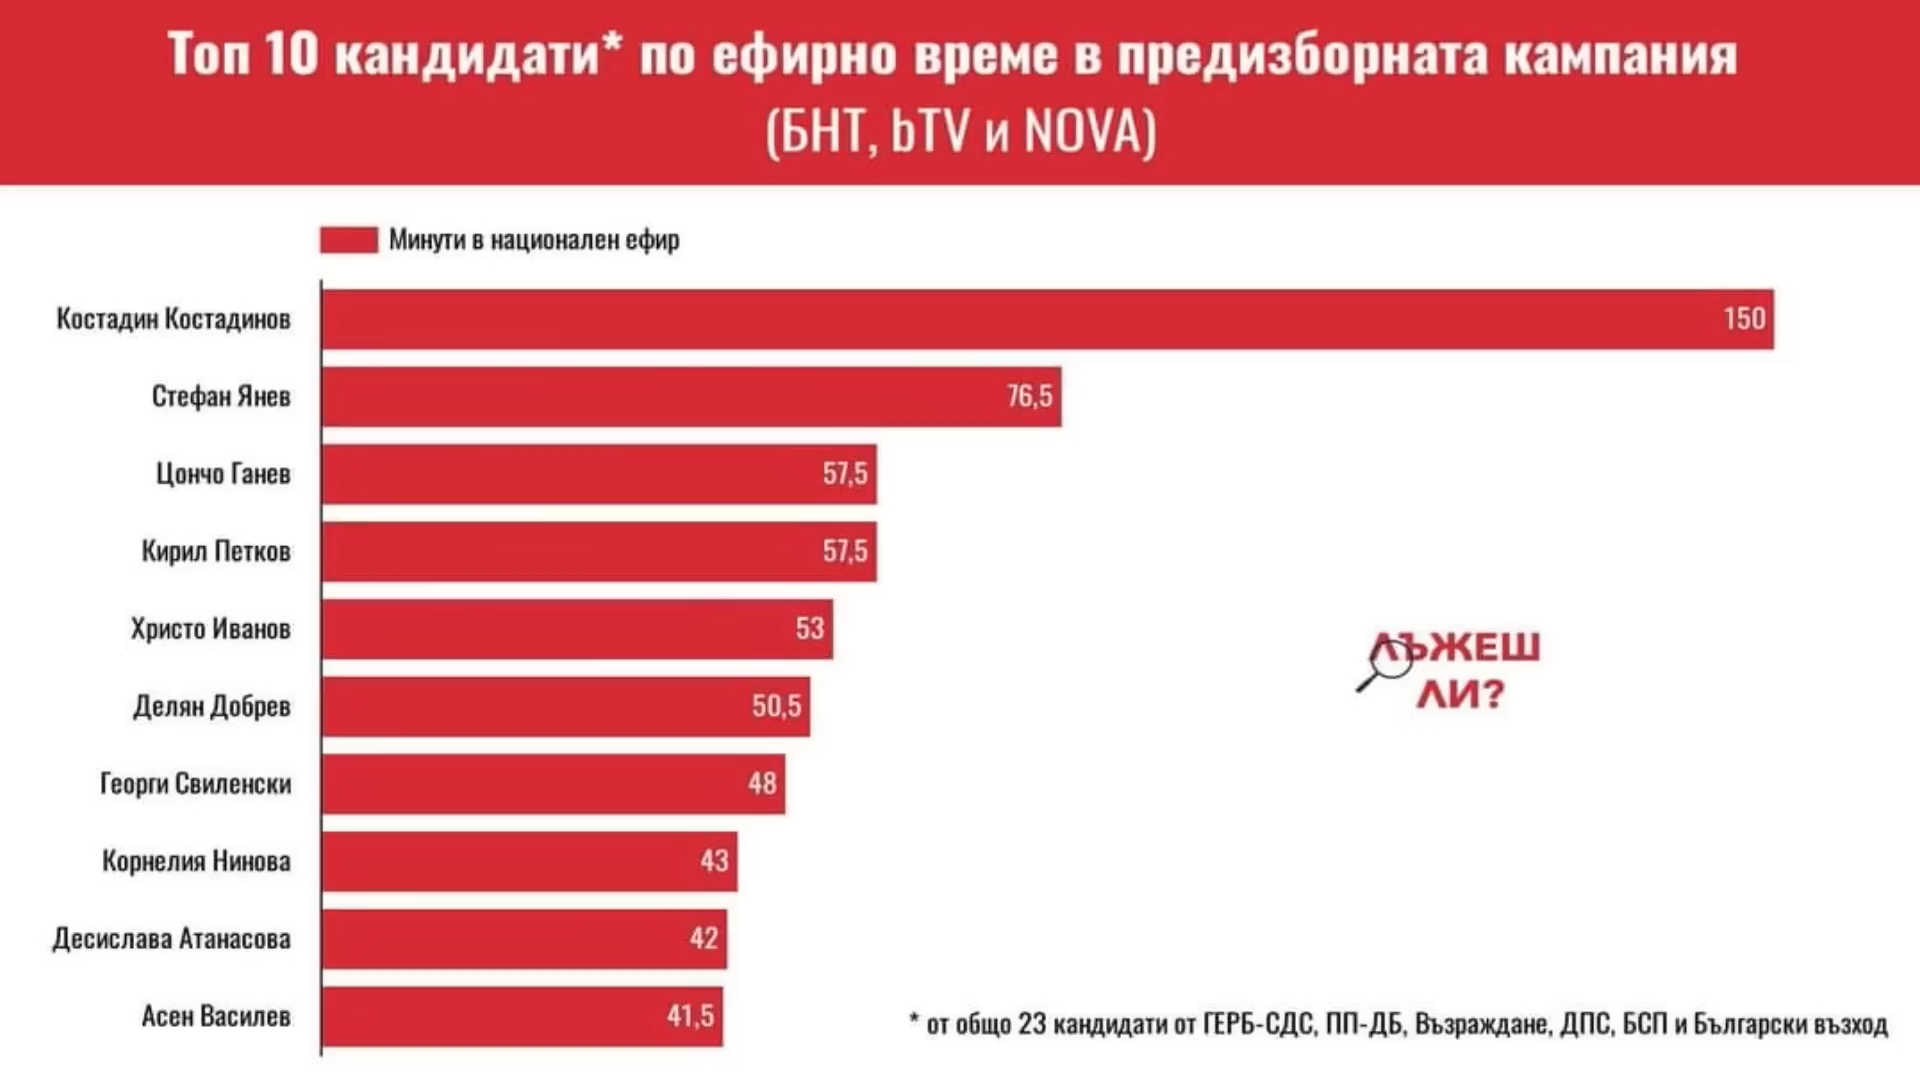 Топ 10 кандидати* по ефирно време в предизборната кампания
(БНТ, bTV и NOVA)
Минути в национален ефир
Костадин Костадинов 150
Стефан Янев 76,5
Цончо Ганев 57,5
Кирил Петков 57,5
Христо Иванов 53
Делян Добрев 50,5
Георги Свиленски 48
Корнелия Нинова 43
Десислава Атанасова 42
Асен Василев 41,5
ЛЪЖЕШ
ЛИ?
* от общо 23 кандидати от ГЕРБ-СДС, ПП-ДБ, Възраждане, ДПС, БСП и Български възход